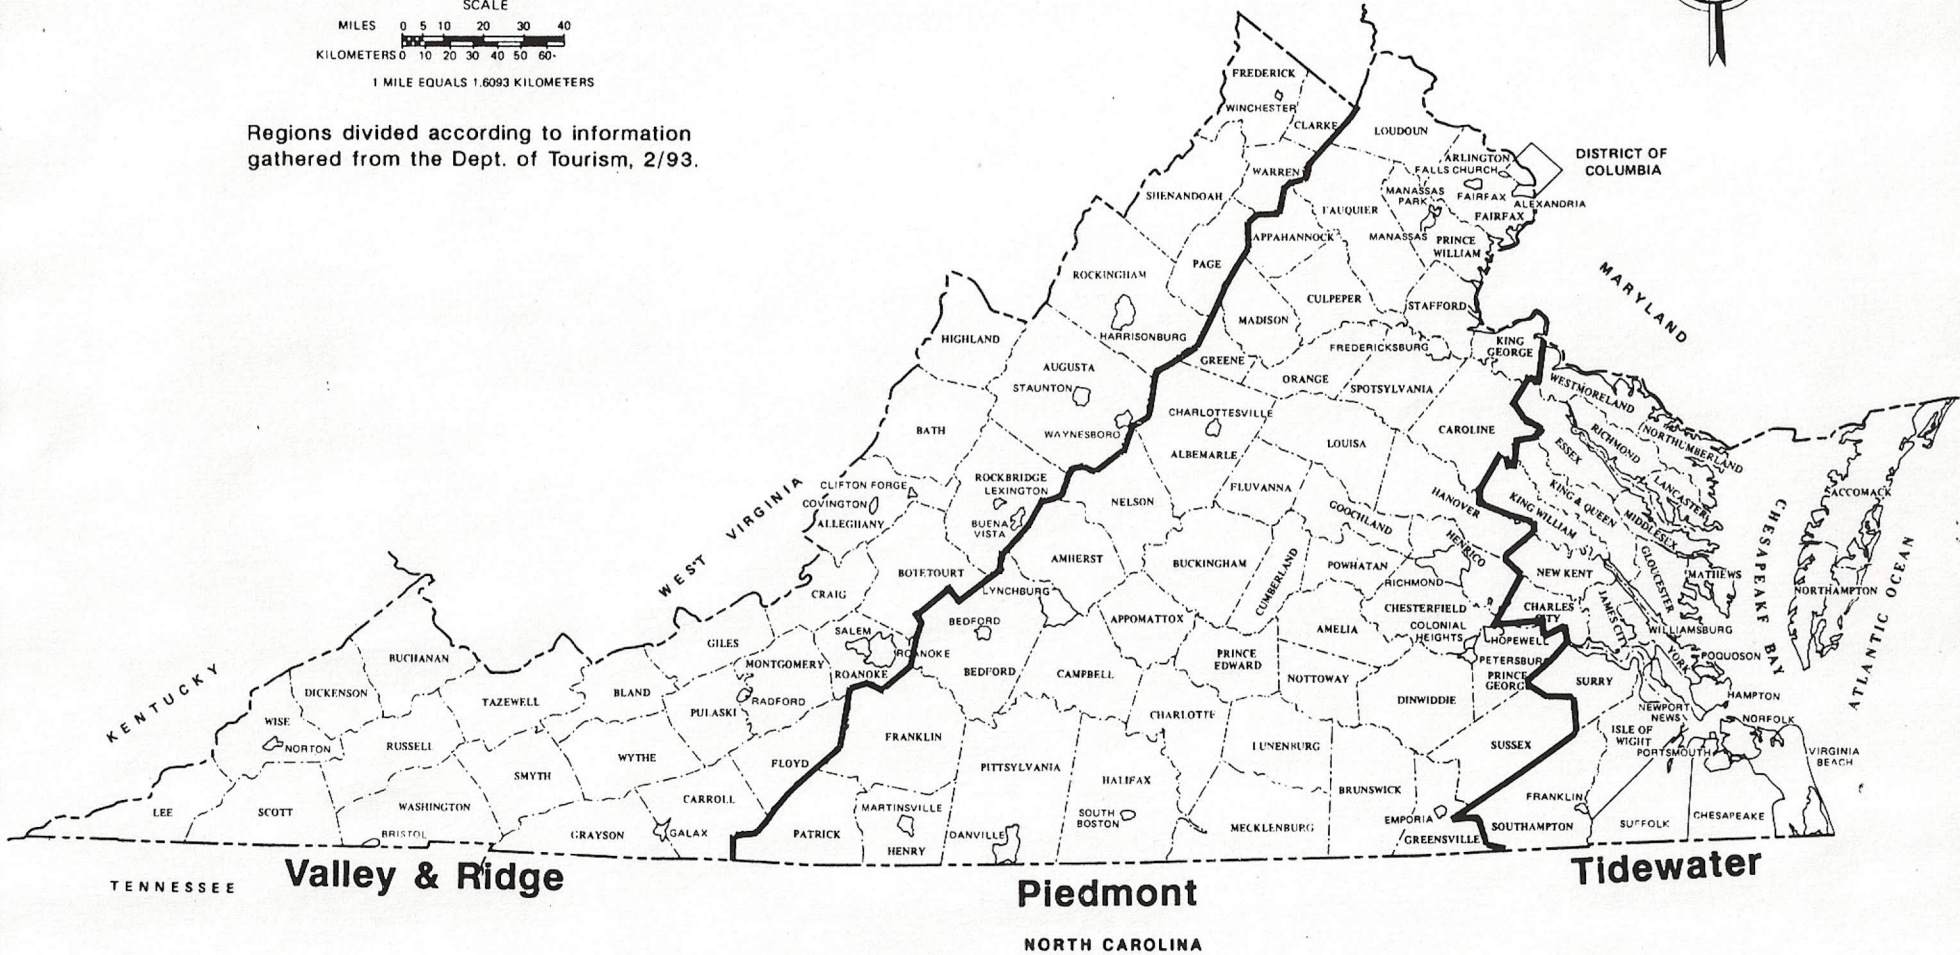 SCALE
MILES 0 5 10 20 30 40
KILOMETERS 0 10 20 30 40 50 60
1 MILE EQUALS 1.6093 KILOMETERS
Regions divided according to information
gathered from the Dept. of Tourism, 2/93.
FREDERICK
WINCHESTER
CLARKE
LOUDOUN
ARLINGTON
FALLS CHURCH
DISTRICT OF
COLUMBIA
WARREN
SHENANDOAH
MANASSAS
PARK
FAIRFAX
ALEXANDRIA
FAUQUIER
FAIRFAX
APPAHANNOCK
MANASSAS
PRINCE
WILLIAM
PAGE
ROCKINGHAM
MARYLAND
CULPEPER
STAFFORD
MADISON
HIGHLAND
HARRISONBURG
FREDERICKSBURG
KING
GEORGE
GREENE
AUGUSTA
STAUNTON
ORANGE
SPOTSYLVANIA
WESTMORELAND
CHARLOTTESVILLE
BATH
WAYNESBORO
LOUISA
CAROLINE
RICHMOND
NORTHUMBERLAND
ESSEX
ALBEMARLE
ROCKBRIDGE
LEXINGTON
CLIFTON FORGE
COVINGTON
ALLEGHANY
BUENA
VISTA
NELSON
FLUVANNA
GOOCHLAND
HANOVER
KING WILLIAM
KING & QUEEN
LANCASTER
MIDDLESEX
ACCOMACK
CHESAPEAKE BAY
WEST VIRGINIA
AMHERST
BUCKINGHAM
CUMBERLAND
POWHATAN
HENRICO
RICHMOND
NEW KENT
GLOUCESTER
MATHEWS
NORTHAMPTON
ATLANTIC OCEAN
BOTETOURT
CRAIG
LYNCHBURG
BEDFORD
APPOMATTOX
AMELIA
CHESTERFIELD
COLONIAL
HEIGHTS
CHARLES
CITY
JAMES CITY
WILLIAMSBURG
HOPEWELL
YORK
POQUOSON
GILES
SALEM
ROANOKE
ROANOKE
MONTGOMERY
BEDFORD
CAMPBELL
PRINCE
EDWARD
NOTTOWAY
PETERSBURG
PRINCE
GEORGE
SURRY
HAMPTON
KENTUCKY
BUCHANAN
DICKENSON
TAZEWELL
BLAND
PULASKI
RADFORD
DINWIDDIE
NEWPORT
NEWS
NORFOLK
WISE
NORTON
RUSSELL
WYTHE
SMYTH
FLOYD
FRANKLIN
CHARLOTTE
LUNENBURG
SUSSEX
ISLE OF
WIGHT
PORTSMOUTH
VIRGINIA
BEACH
PITTSYLVANIA
HALIFAX
BRUNSWICK
LEE
SCOTT
WASHINGTON
BRISTOL
GRAYSON
CARROLL
GALAX
PATRICK
MARTINSVILLE
HENRY
DANVILLE
SOUTH
BOSTON
MECKLENBURG
EMPORIA
GREENSVILLE
FRANKLIN
SOUTHAMPTON
SUFFOLK
CHESAPEAKE
TENNESSEE
Valley & Ridge
Piedmont
Tidewater
NORTH CAROLINA